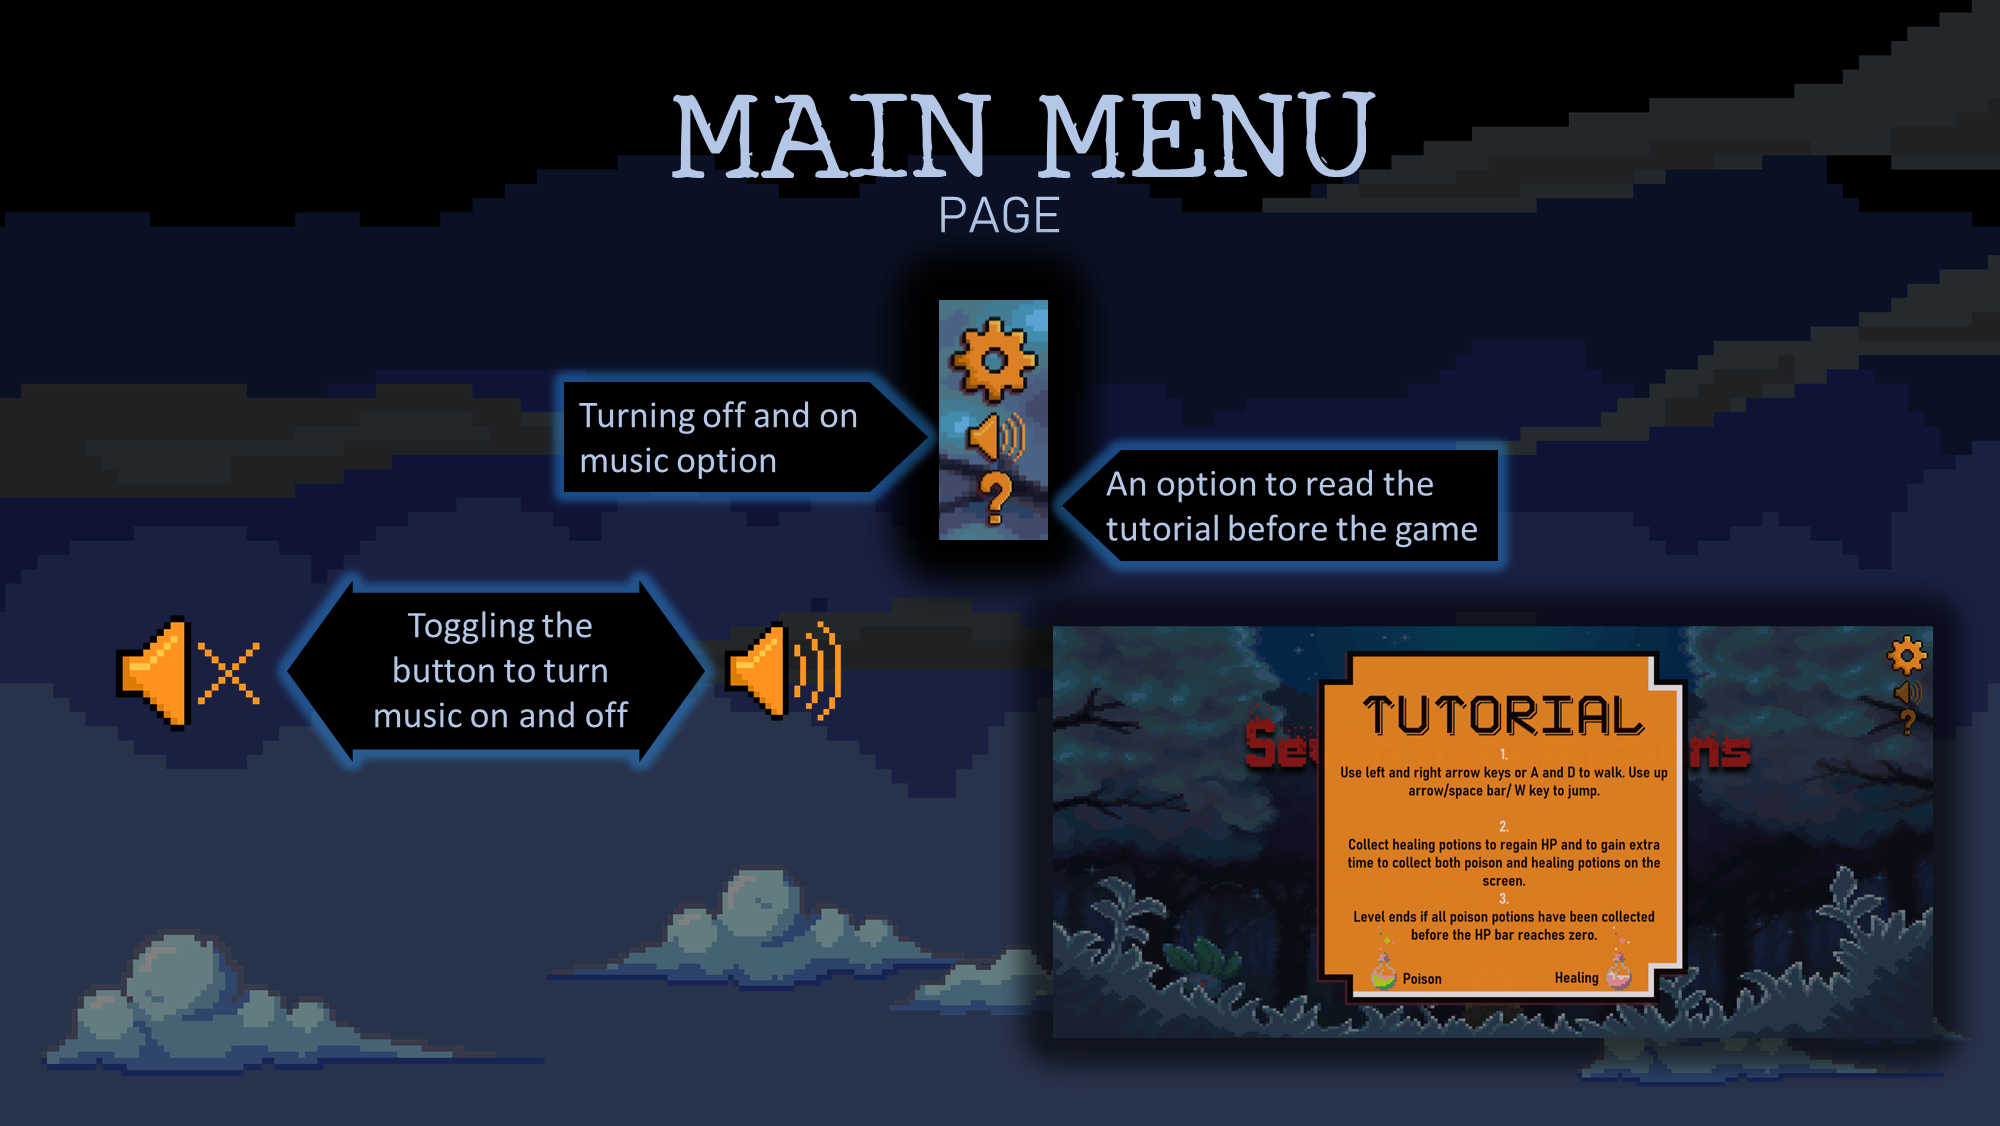 MAIN MENU
PAGE
Turning off and on
music option
?
An option to read the
tutorial before the game
Toggling the
button to turn
music on and off
TUTORIAL
?
1.
Use left and right arrow keys or A and D to walk. Use up
arrow/space bar/ W key to jump.
2.
Collect healing potions to regain HP and to gain extra
time to collect both poison and healing potions on the
screen.
3.
Level ends if all poison potions have been collected
before the HP bar reaches zero.
Poison
Healing